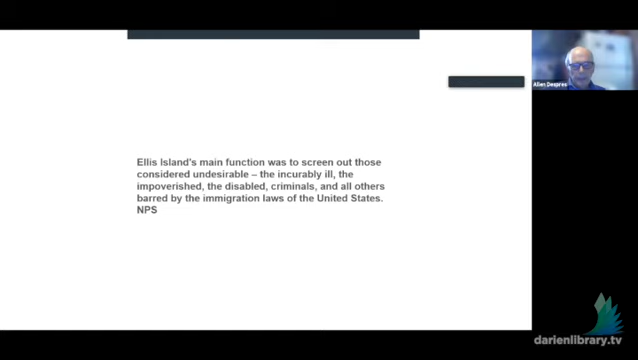 Ellis Island's main function was to screen out those
considered undesirable – the incurably ill, the
impoverished, the disabled, criminals, and all others
barred by the immigration laws of the United States.
NPS
Allen Despres
darienlibrary.tv